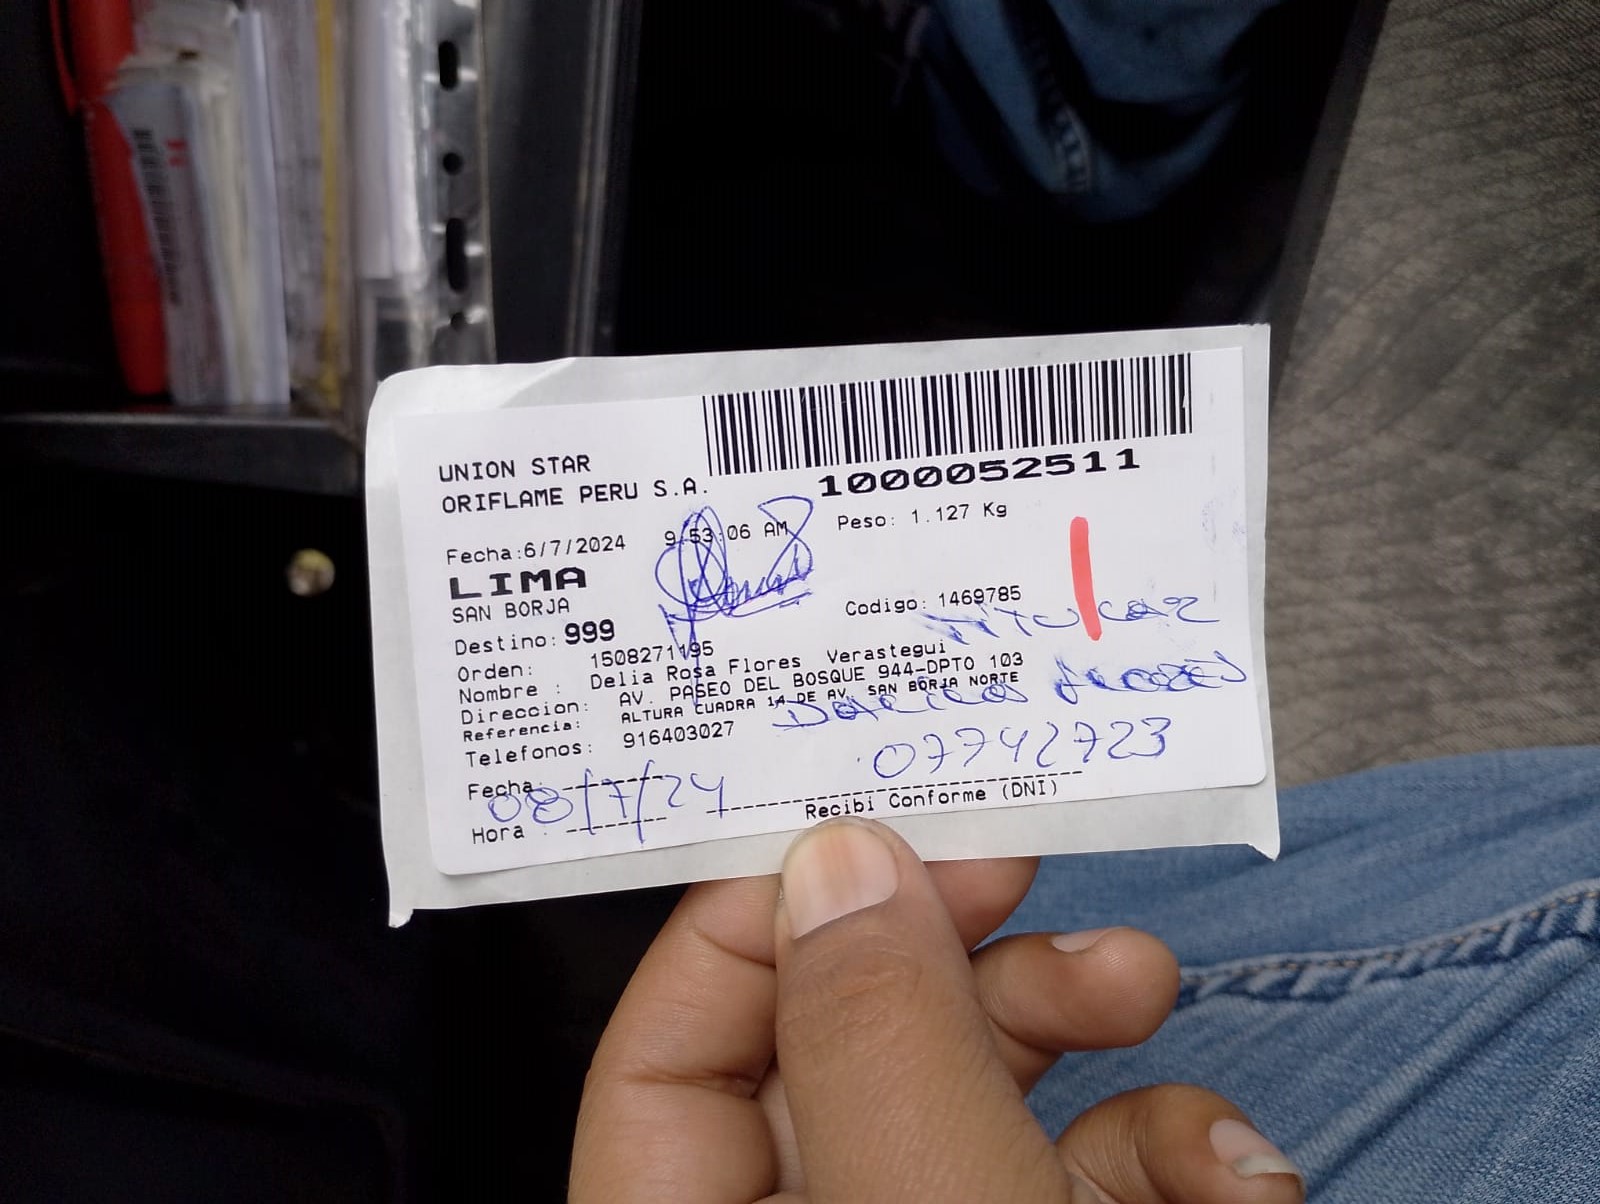 UNION STAR
ORIFLAME PERU S.A.
1000052511
Fecha:6/7/2024 9:53:06 AM Peso: 1.127 Kg
LIMA
SAN BORJA
Codigo: 1469785
Destino: 999
Titular
Orden: 1508271195
Nombre : Delia Rosa Flores Verastegui
Direccion: AV. PASEO DEL BOSQUE 944-DPTO 103
Referencia: ALTURA CUADRA 14 DE AV. SAN BORJA NORTE
Telefonos: 916403027
07742723
Fecha: 08/7/24
Recibi Conforme (DNI)
Hora :